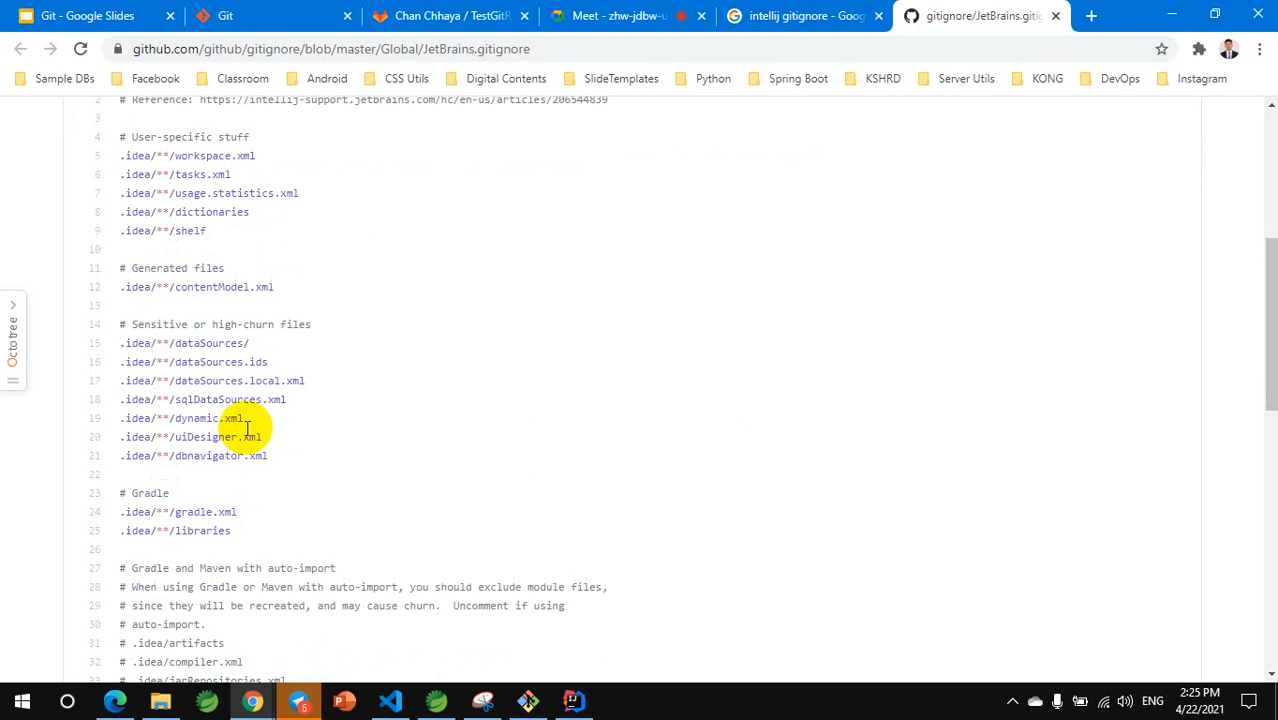 Git - Google Slides
Git
Chan Chhaya / TestGitR
Meet - zhw-jdbw-u
intellij gitignore - Goog
gitignore/JetBrains.giti
github.com/github/gitignore/blob/master/Global/JetBrains.gitignore
Sample DBs
Facebook
Classroom
Android
CSS Utils
Digital Contents
SlideTemplates
Python
Spring Boot
KSHRD
Server Utils
KONG
DevOps
Instagram
2 # Reference: https://intellij-support.jetbrains.com/hc/en-us/articles/206544839
3
4 # User-specific stuff
5 .idea/**/workspace.xml
6 .idea/**/tasks.xml
7 .idea/**/usage.statistics.xml
8 .idea/**/dictionaries
9 .idea/**/shelf
10
11 # Generated files
12 .idea/**/contentModel.xml
13
14 # Sensitive or high-churn files
15 .idea/**/dataSources/
16 .idea/**/dataSources.ids
17 .idea/**/dataSources.local.xml
18 .idea/**/sqlDataSources.xml
19 .idea/**/dynamic.xml
20 .idea/**/uiDesigner.xml
21 .idea/**/dbnavigator.xml
22
23 # Gradle
24 .idea/**/gradle.xml
25 .idea/**/libraries
26
27 # Gradle and Maven with auto-import
28 # When using Gradle or Maven with auto-import, you should exclude module files,
29 # since they will be recreated, and may cause churn.  Uncomment if using
30 # auto-import.
31 # .idea/artifacts
32 # .idea/compiler.xml
33 # .idea/jarRepositories.xml
Octotree
ENG
2:25 PM
4/22/2021